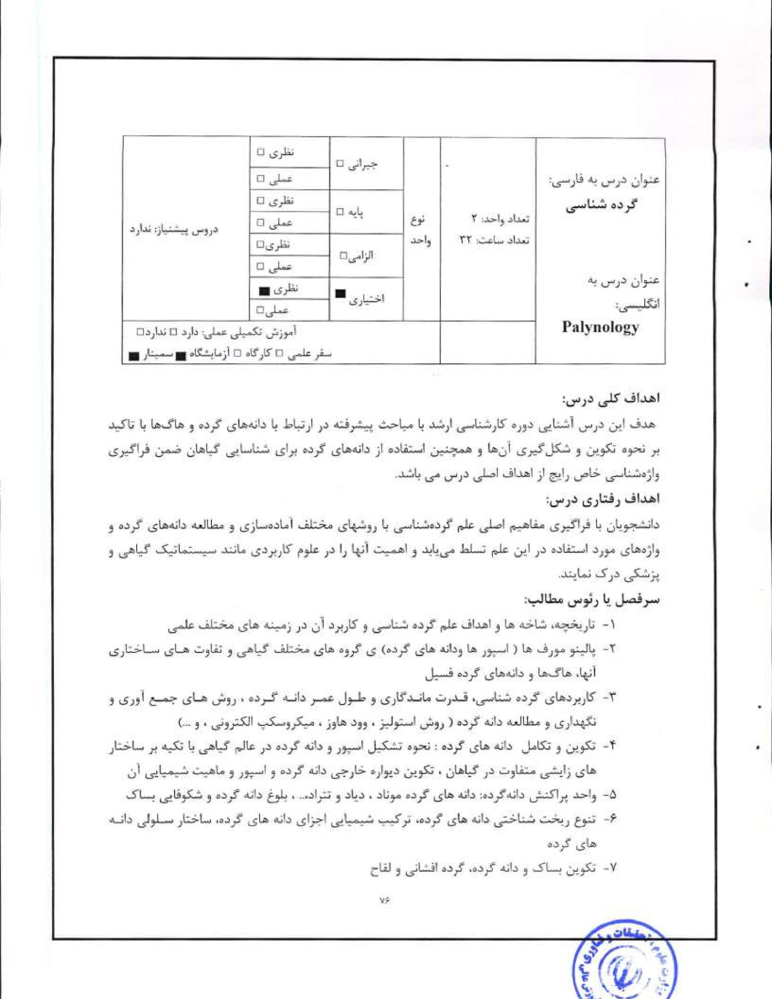 عنوان درس به فارسی:
گرده شناسی
عنوان درس به
انگلیسی:
Palynology
تعداد واحد: ۲
تعداد ساعت: ۳۲
نوع
واحد
جبرانی □
نظری □
عملی □
پایه □
نظری □
عملی □
الزامی□
نظری□
عملی □
اختیاری ■
نظری ■
عملی□
دروس پیشنیاز: ندارد
آموزش تکمیلی عملی: دارد □ ندارد□
سفر علمی □ کارگاه □ آزمایشگاه ■ سمینار ■
اهداف کلی درس:
هدف این درس آشنایی دوره کارشناسی ارشد با مباحث پیشرفته در ارتباط با دانه‌های گرده و هاگ‌ها با تاکید
بر نحوه تکوین و شکل‌گیری آن‌ها و همچنین استفاده از دانه‌های گرده برای شناسایی گیاهان ضمن فراگیری
واژه‌شناسی خاص رایج از اهداف اصلی درس می باشد.
اهداف رفتاری درس:
دانشجویان با فراگیری مفاهیم اصلی علم گرده‌شناسی با روشهای مختلف آماده‌سازی و مطالعه دانه‌های گرده و
واژه‌های مورد استفاده در این علم تسلط می‌یابد و اهمیت آنها را در علوم کاربردی مانند سیستماتیک گیاهی و
پزشکی درک نمایند.
سرفصل یا رئوس مطالب:
۱- تاریخچه، شاخه ها و اهداف علم گرده شناسی و کاربرد آن در زمینه های مختلف علمی
۲- پالینو مورف ها ( اسپور ها ودانه های گرده) ی گروه های مختلف گیاهی و تفاوت های ساختاری
آنها، هاگ‌ها و دانه‌های گرده فسیل
۳- کاربردهای گرده شناسی، قدرت ماندگاری و طول عمر دانه گرده ، روش های جمع آوری و
نگهداری و مطالعه دانه گرده ( روش استولیز ، وود هاوز ، میکروسکپ الکترونی ، و ...)
۴- تکوین و تکامل دانه های گرده : نحوه تشکیل اسپور و دانه گرده در عالم گیاهی با تکیه بر ساختار
های زایشی متفاوت در گیاهان ، تکوین دیواره خارجی دانه گرده و اسپور و ماهیت شیمیایی آن
۵- واحد پراکنش دانه‌گرده: دانه های گرده موناد ، دیاد و تتراد... ، بلوغ دانه گرده و شکوفایی بساک
۶- تنوع ریخت شناختی دانه های گرده، ترکیب شیمیایی اجزای دانه های گرده، ساختار سلولی دانه
های گرده
۷- تکوین بساک و دانه گرده، گرده افشانی و لقاح
۷۶
وزارت علوم، تحقیقات و فناوری